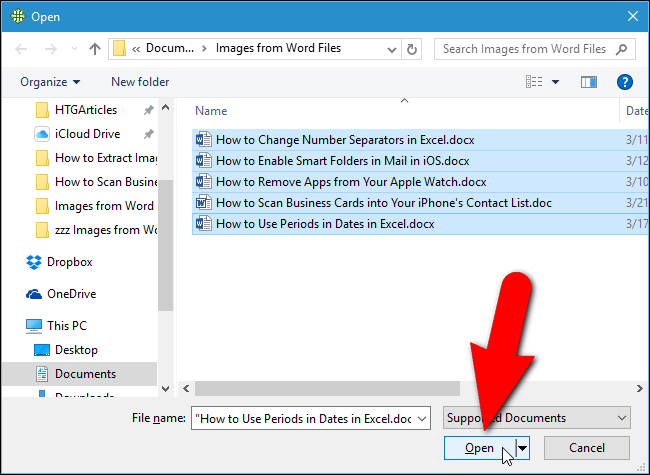 Open
« Docum... › Images from Word Files
Search Images from Word Files
Organize
New folder
Name
Date
HTGArticles
iCloud Drive
How to Extract Imag
How to Scan Busine
Images from Word
zzz Images from Wo
Dropbox
OneDrive
This PC
Desktop
Documents
Downloads
How to Change Number Separators in Excel.docx 3/11
How to Enable Smart Folders in Mail in iOS.docx 3/12
How to Remove Apps from Your Apple Watch.docx 3/10
How to Scan Business Cards into Your iPhone's Contact List.doc 3/21
How to Use Periods in Dates in Excel.docx 3/17
File name: "How to Use Periods in Dates in Excel.doc
Supported Documents
Open
Cancel